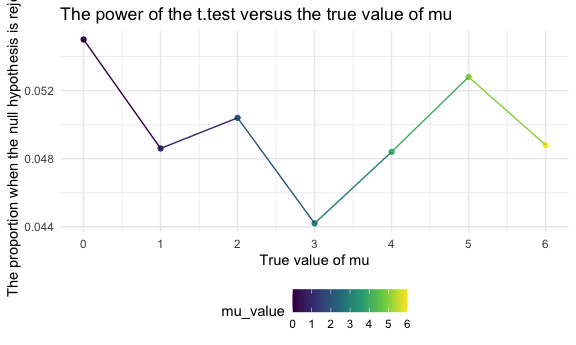 The power of the t.test versus the true value of mu
The proportion when the null hypothesis is
0.052
0.048
0.044
0 1 2 3 4 5 6
True value of mu
mu_value
0 1 2 3 4 5 6